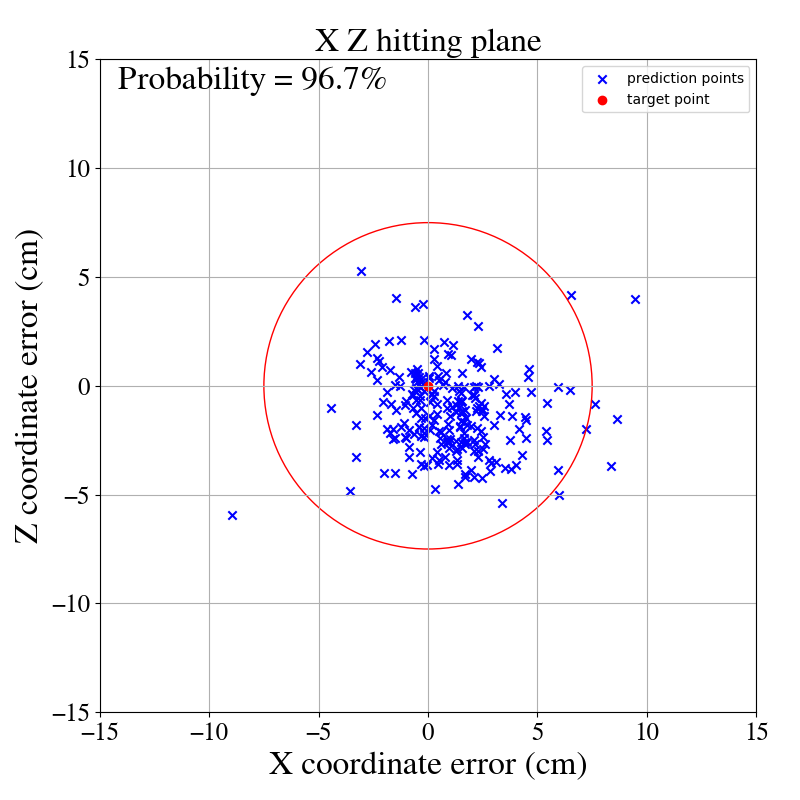 X Z hitting plane
Probability = 96.7%
prediction points
target point
15
10
5
0
−5
−10
−15
Z coordinate error (cm)
−15 −10 −5 0 5 10 15
X coordinate error (cm)